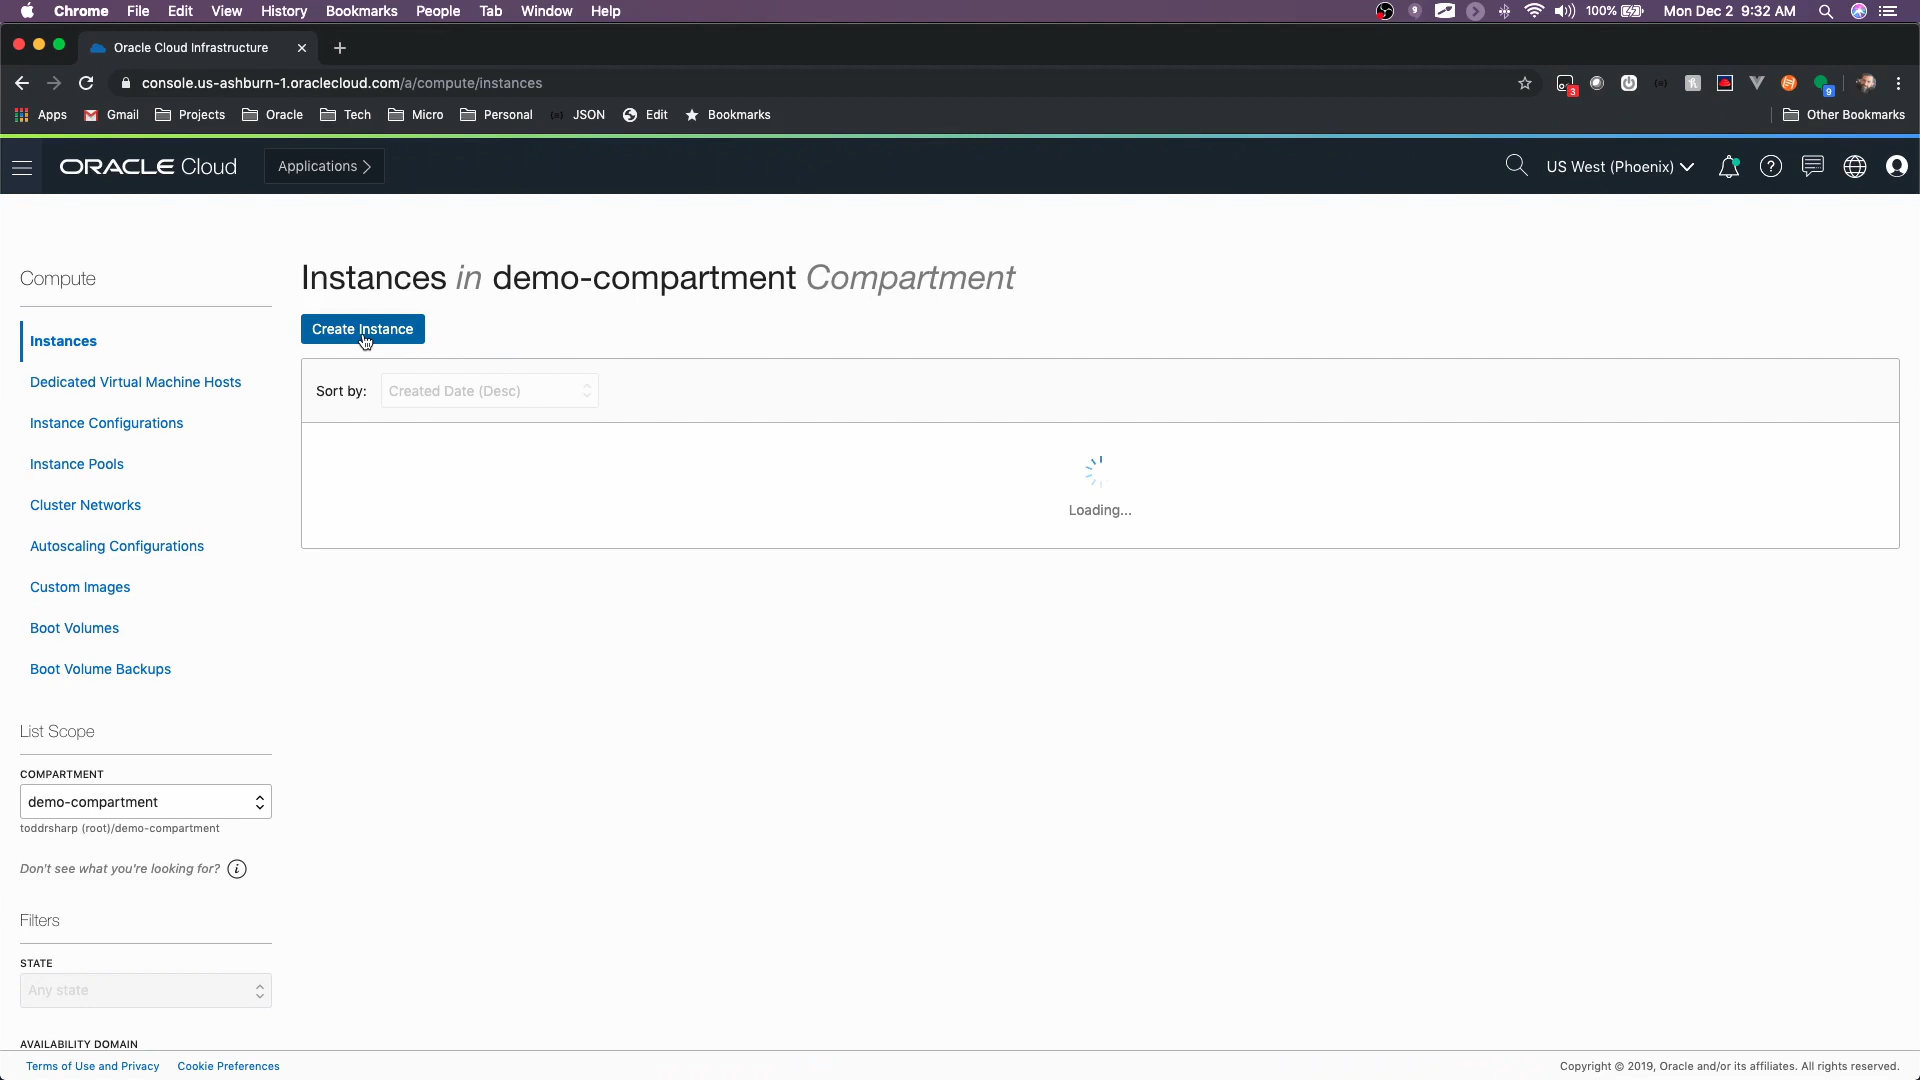 Chrome File Edit View History Bookmarks People Tab Window Help
9 100% Mon Dec 2 9:32 AM
Oracle Cloud Infrastructure
console.us-ashburn-1.oraclecloud.com/a/compute/instances
3 9
Apps Gmail Projects Oracle Tech Micro Personal JSON Edit Bookmarks Other Bookmarks
ORACLE Cloud Applications US West (Phoenix)
Compute
Instances
Dedicated Virtual Machine Hosts
Instance Configurations
Instance Pools
Cluster Networks
Autoscaling Configurations
Custom Images
Boot Volumes
Boot Volume Backups
List Scope
COMPARTMENT
demo-compartment
toddrsharp (root)/demo-compartment
Don't see what you're looking for?
Filters
STATE
Any state
AVAILABILITY DOMAIN
Instances in demo-compartment Compartment
Create Instance
Sort by: Created Date (Desc)
Loading...
Terms of Use and Privacy Cookie Preferences
Copyright © 2019, Oracle and/or its affiliates. All rights reserved.